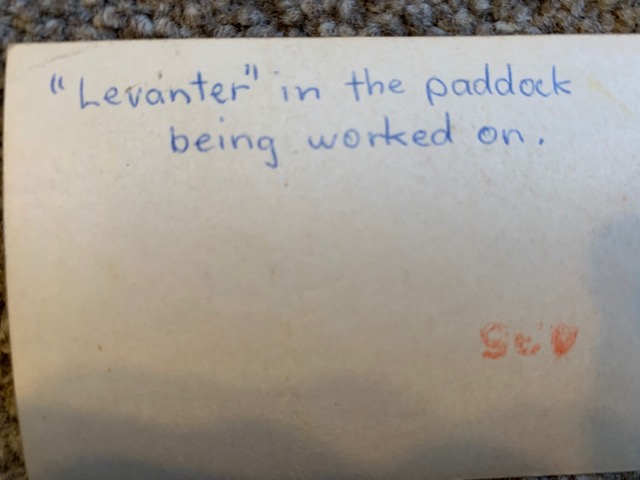 "Levanter" in the paddock
being worked on.